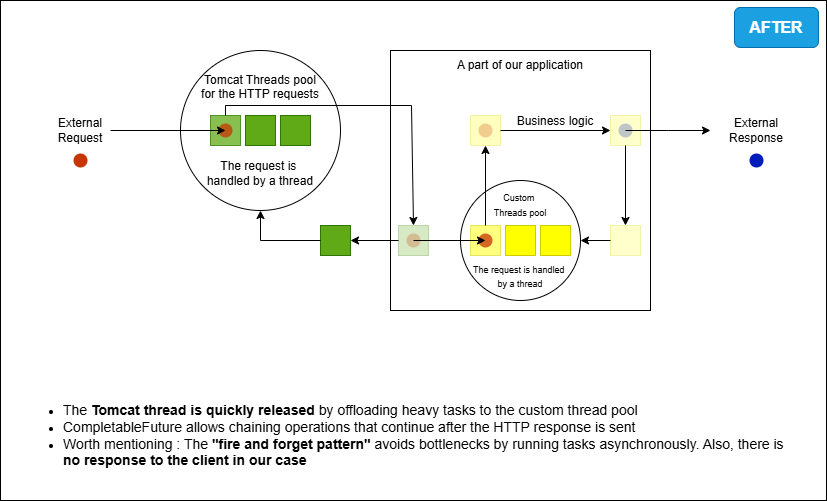 AFTER
A part of our application
Tomcat Threads pool
for the HTTP requests
External
Request
Business logic
External
Response
The request is
handled by a thread
Custom
Threads pool
The request is handled
by a thread
The Tomcat thread is quickly released by offloading heavy tasks to the custom thread pool
CompletableFuture allows chaining operations that continue after the HTTP response is sent
Worth mentioning : The "fire and forget pattern" avoids bottlenecks by running tasks asynchronously. Also, there is
no response to the client in our case